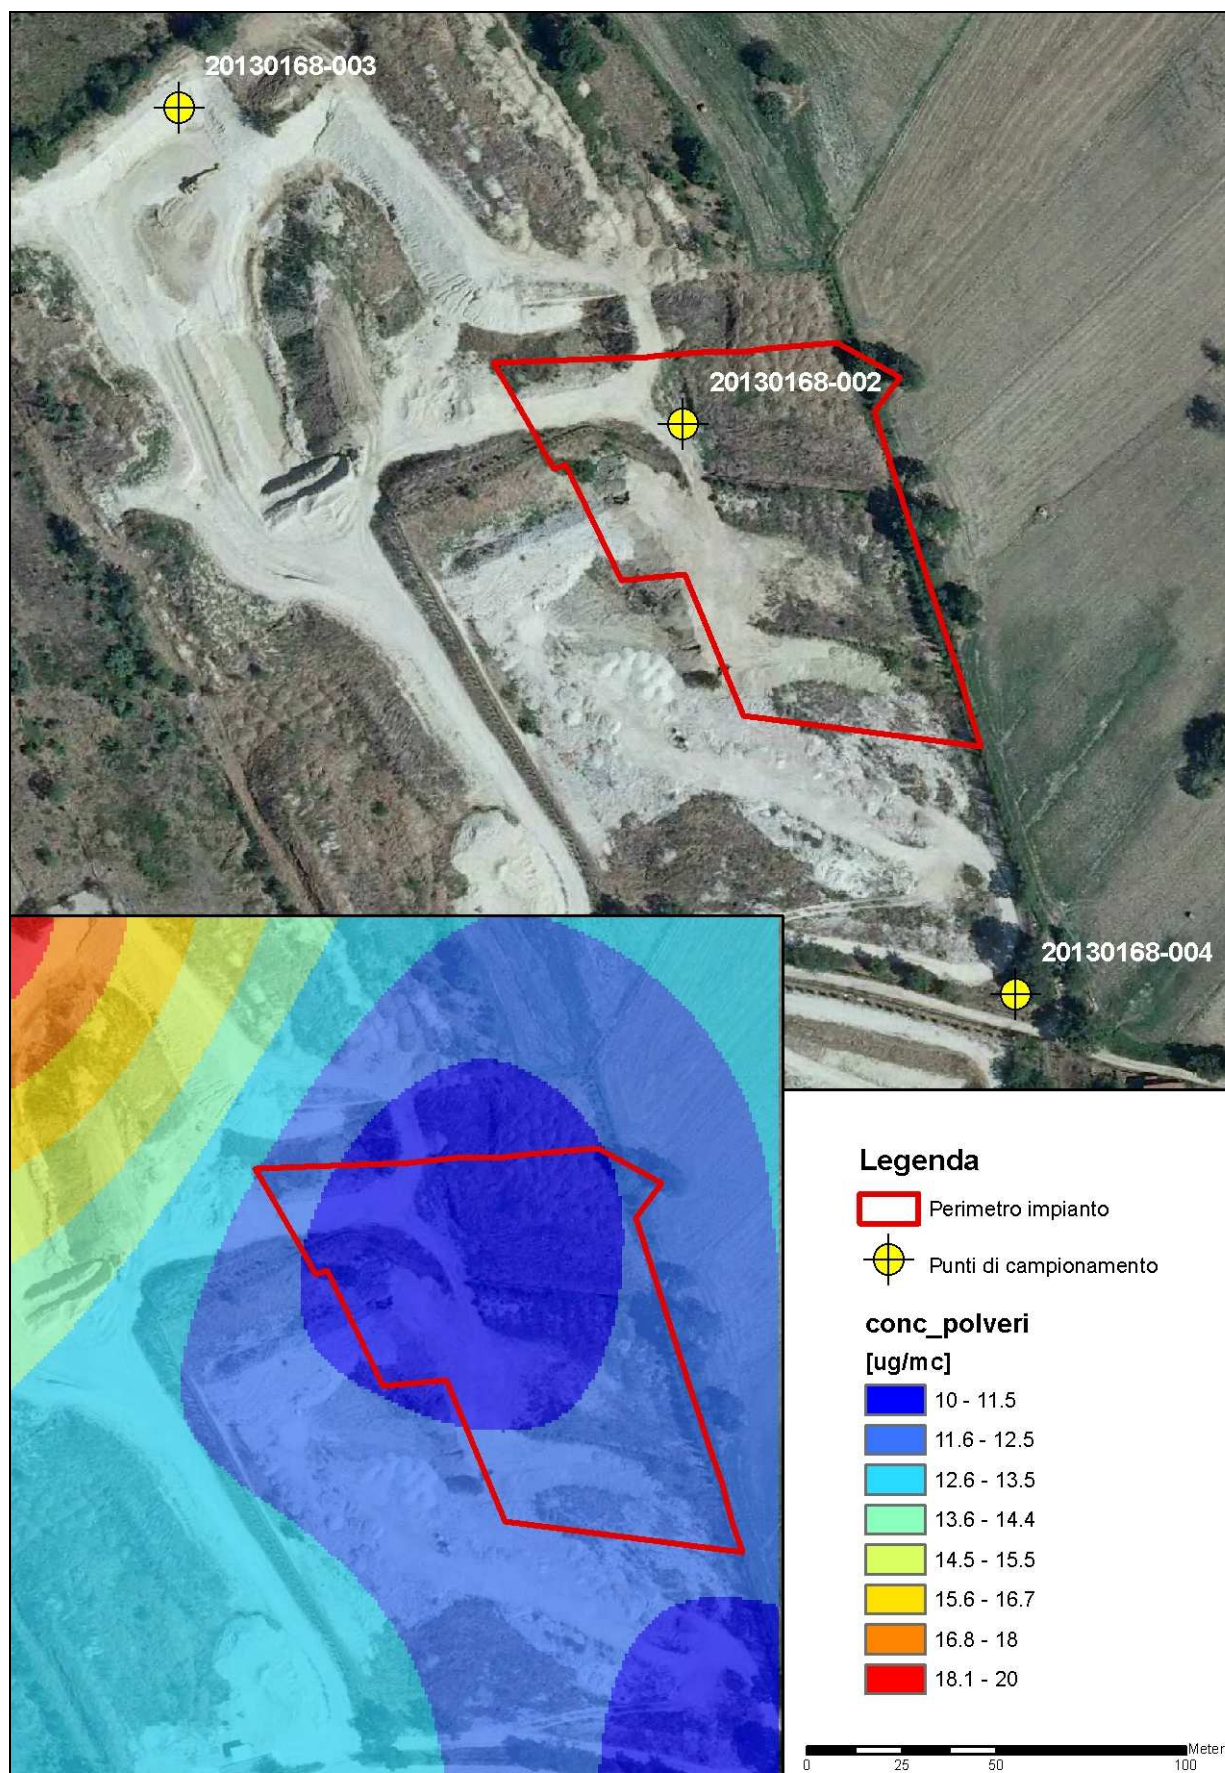 20130168-003
20130168-002
20130168-004
Legenda
Perimetro impianto
Punti di campionamento
conc_polveri
[ug/mc]
10 - 11.5
11.6 - 12.5
12.6 - 13.5
13.6 - 14.4
14.5 - 15.5
15.6 - 16.7
16.8 - 18
18.1 - 20
Meter
0 25 50 100